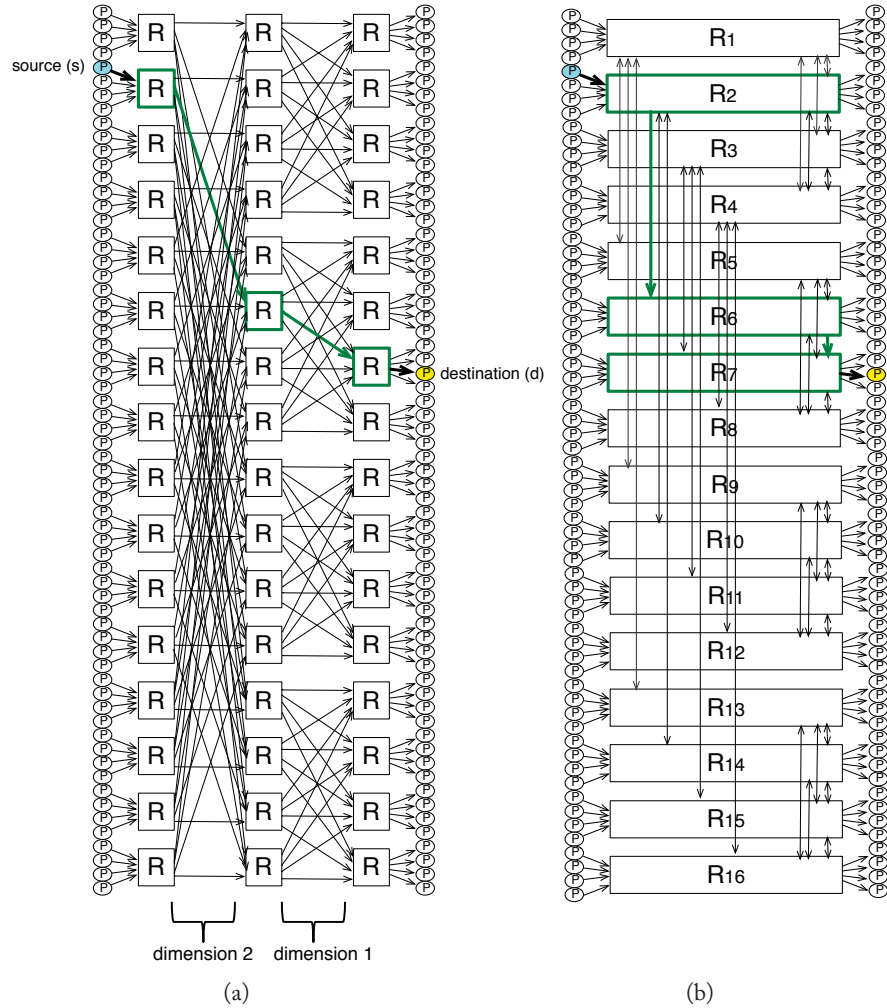 source (s)
P P P P R R R P P P P
P P P P R R R P P P P
P P P P R R R P P P P
P P P P R R R P P P P
P P P P R R R P P P P
P P P P R R R P P P P
P P P P R R R P P P P
destination (d)
P P P P R R R P P P P
P P P P R R R P P P P
P P P P R R R P P P P
P P P P R R R P P P P
P P P P R R R P P P P
P P P P R R R P P P P
P P P P R R R P P P P
P P P P R R R P P P P
P P P P R R R P P P P
dimension 2
dimension 1
(a)
P P P P R1 P P P P
P P P P R2 P P P P
P P P P R3 P P P P
P P P P R4 P P P P
P P P P R5 P P P P
P P P P R6 P P P P
P P P P R7 P P P P
P P P P R8 P P P P
P P P P R9 P P P P
P P P P R10 P P P P
P P P P R11 P P P P
P P P P R12 P P P P
P P P P R13 P P P P
P P P P R14 P P P P
P P P P R15 P P P P
P P P P R16 P P P P
(b)